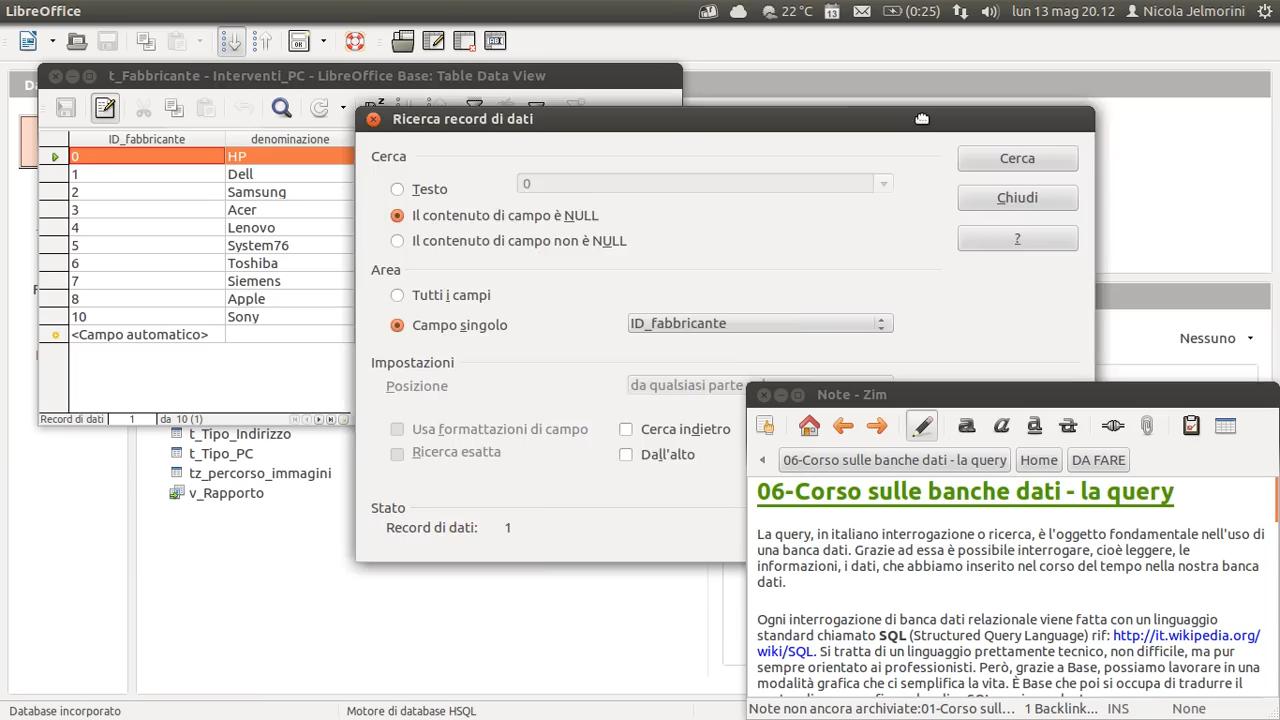 LibreOffice
22 °C
13
(0:25)
lun 13 mag 20.12
Nicola Jelmorini
t_Fabbricante - Interventi_PC - LibreOffice Base: Table Data View
ID_fabbricante denominazione
0 HP
1 Dell
2 Samsung
3 Acer
4 Lenovo
5 System76
6 Toshiba
7 Siemens
8 Apple
10 Sony
<Campo automatico>
Record di dati 1 da 10 (1)
t_Tipo_Indirizzo
t_Tipo_PC
tz_percorso_immagini
v_Rapporto
Ricerca record di dati
Cerca
Testo 0
Il contenuto di campo è NULL
Il contenuto di campo non è NULL
Area
Tutti i campi
Campo singolo ID_fabbricante
Impostazioni
Posizione da qualsiasi parte
Usa formattazioni di campo Cerca indietro
Ricerca esatta Dall'alto
Stato
Record di dati: 1
Cerca
Chiudi
?
Nessuno
Note - Zim
06-Corso sulle banche dati - la query Home DA FARE
06-Corso sulle banche dati - la query
La query, in italiano interrogazione o ricerca, è l'oggetto fondamentale nell'uso di
una banca dati. Grazie ad essa è possibile interrogare, cioè leggere, le
informazioni, i dati, che abbiamo inserito nel corso del tempo nella nostra banca
dati.
Ogni interrogazione di banca dati relazionale viene fatta con un linguaggio
standard chiamato SQL (Structured Query Language) rif: http://it.wikipedia.org/
wiki/SQL. Si tratta di un linguaggio prettamente tecnico, non difficile, ma pur
sempre orientato ai professionisti. Però, grazie a Base, possiamo lavorare in una
modalità grafica che ci semplifica la vita. È Base che poi si occupa di tradurre il
Note non ancora archiviate:01-Corso sull... 1 Backlink... INS None
Database incorporato Motore di database HSQL